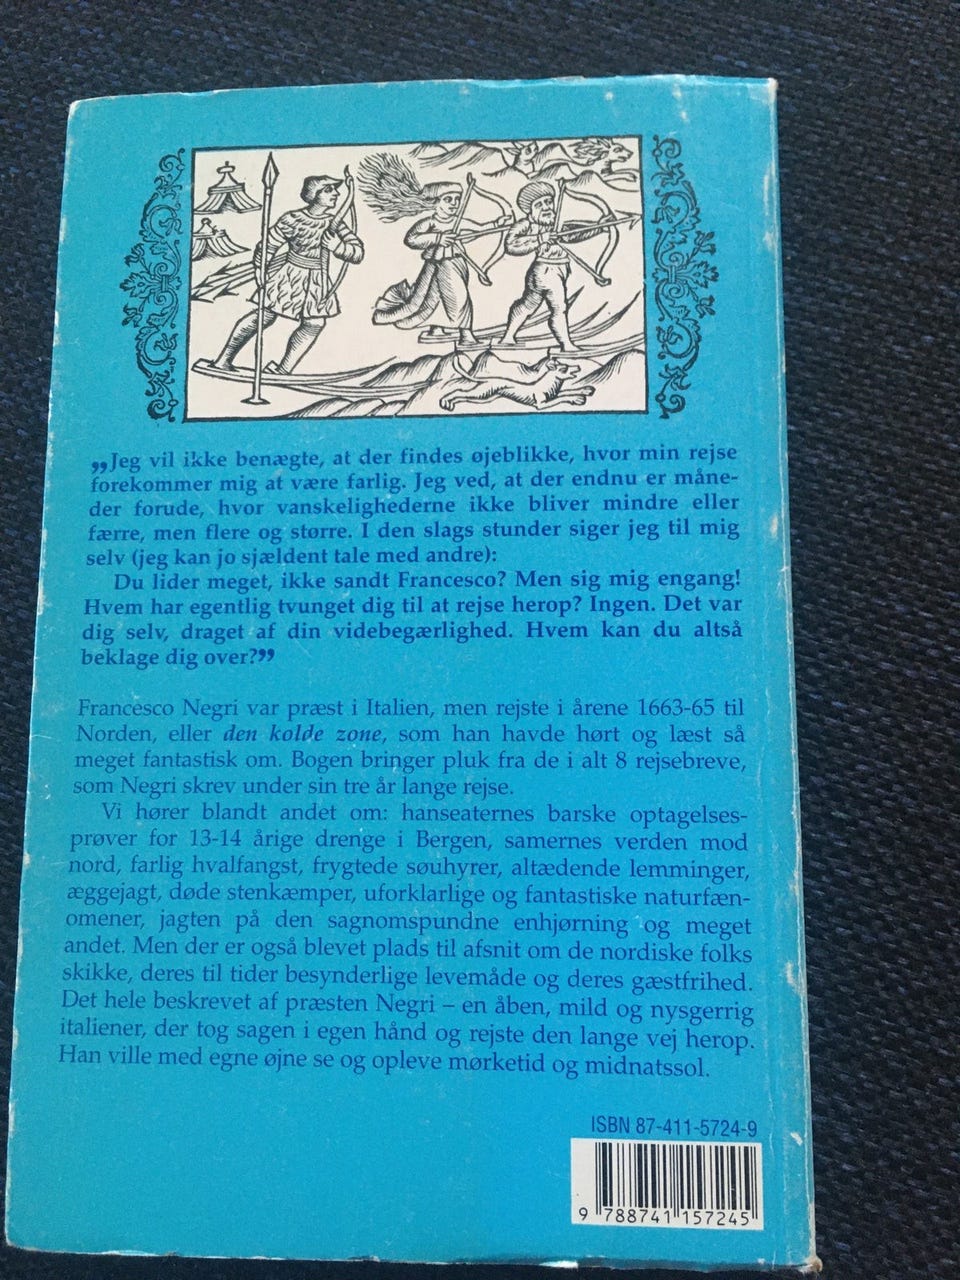 „Jeg vil ikke benægte, at der findes øjeblikke, hvor min rejse
forekommer mig at være farlig. Jeg ved, at der endnu er måne-
der forude, hvor vanskelighederne ikke bliver mindre eller
færre, men flere og større. I den slags stunder siger jeg til mig
selv (jeg kan jo sjældent tale med andre):
Du lider meget, ikke sandt Francesco? Men sig mig engang!
Hvem har egentlig tvunget dig til at rejse herop? Ingen. Det var
dig selv, draget af din videbegærlighed. Hvem kan du altså
beklage dig over?”
Francesco Negri var præst i Italien, men rejste i årene 1663-65 til
Norden, eller den kolde zone, som han havde hørt og læst så
meget fantastisk om. Bogen bringer pluk fra de i alt 8 rejsebreve,
som Negri skrev under sin tre år lange rejse.
Vi hører blandt andet om: hanseaternes barske optagelses-
prøver for 13-14 årige drenge i Bergen, samernes verden mod
nord, farlig hvalfangst, frygtede søuhyrer, altædende lemminger,
æggejagt, døde stenkæmper, uforklarlige og fantastiske naturfæn-
omener, jagten på den sagnomspundne enhjørning og meget
andet. Men der er også blevet plads til afsnit om de nordiske folks
skikke, deres til tider besynderlige levemåde og deres gæstfrihed.
Det hele beskrevet af præsten Negri – en åben, mild og nysgerrig
italiener, der tog sagen i egen hånd og rejste den lange vej herop.
Han ville med egne øjne se og opleve mørketid og midnatssol.
ISBN 87-411-5724-9
9 788741 157245